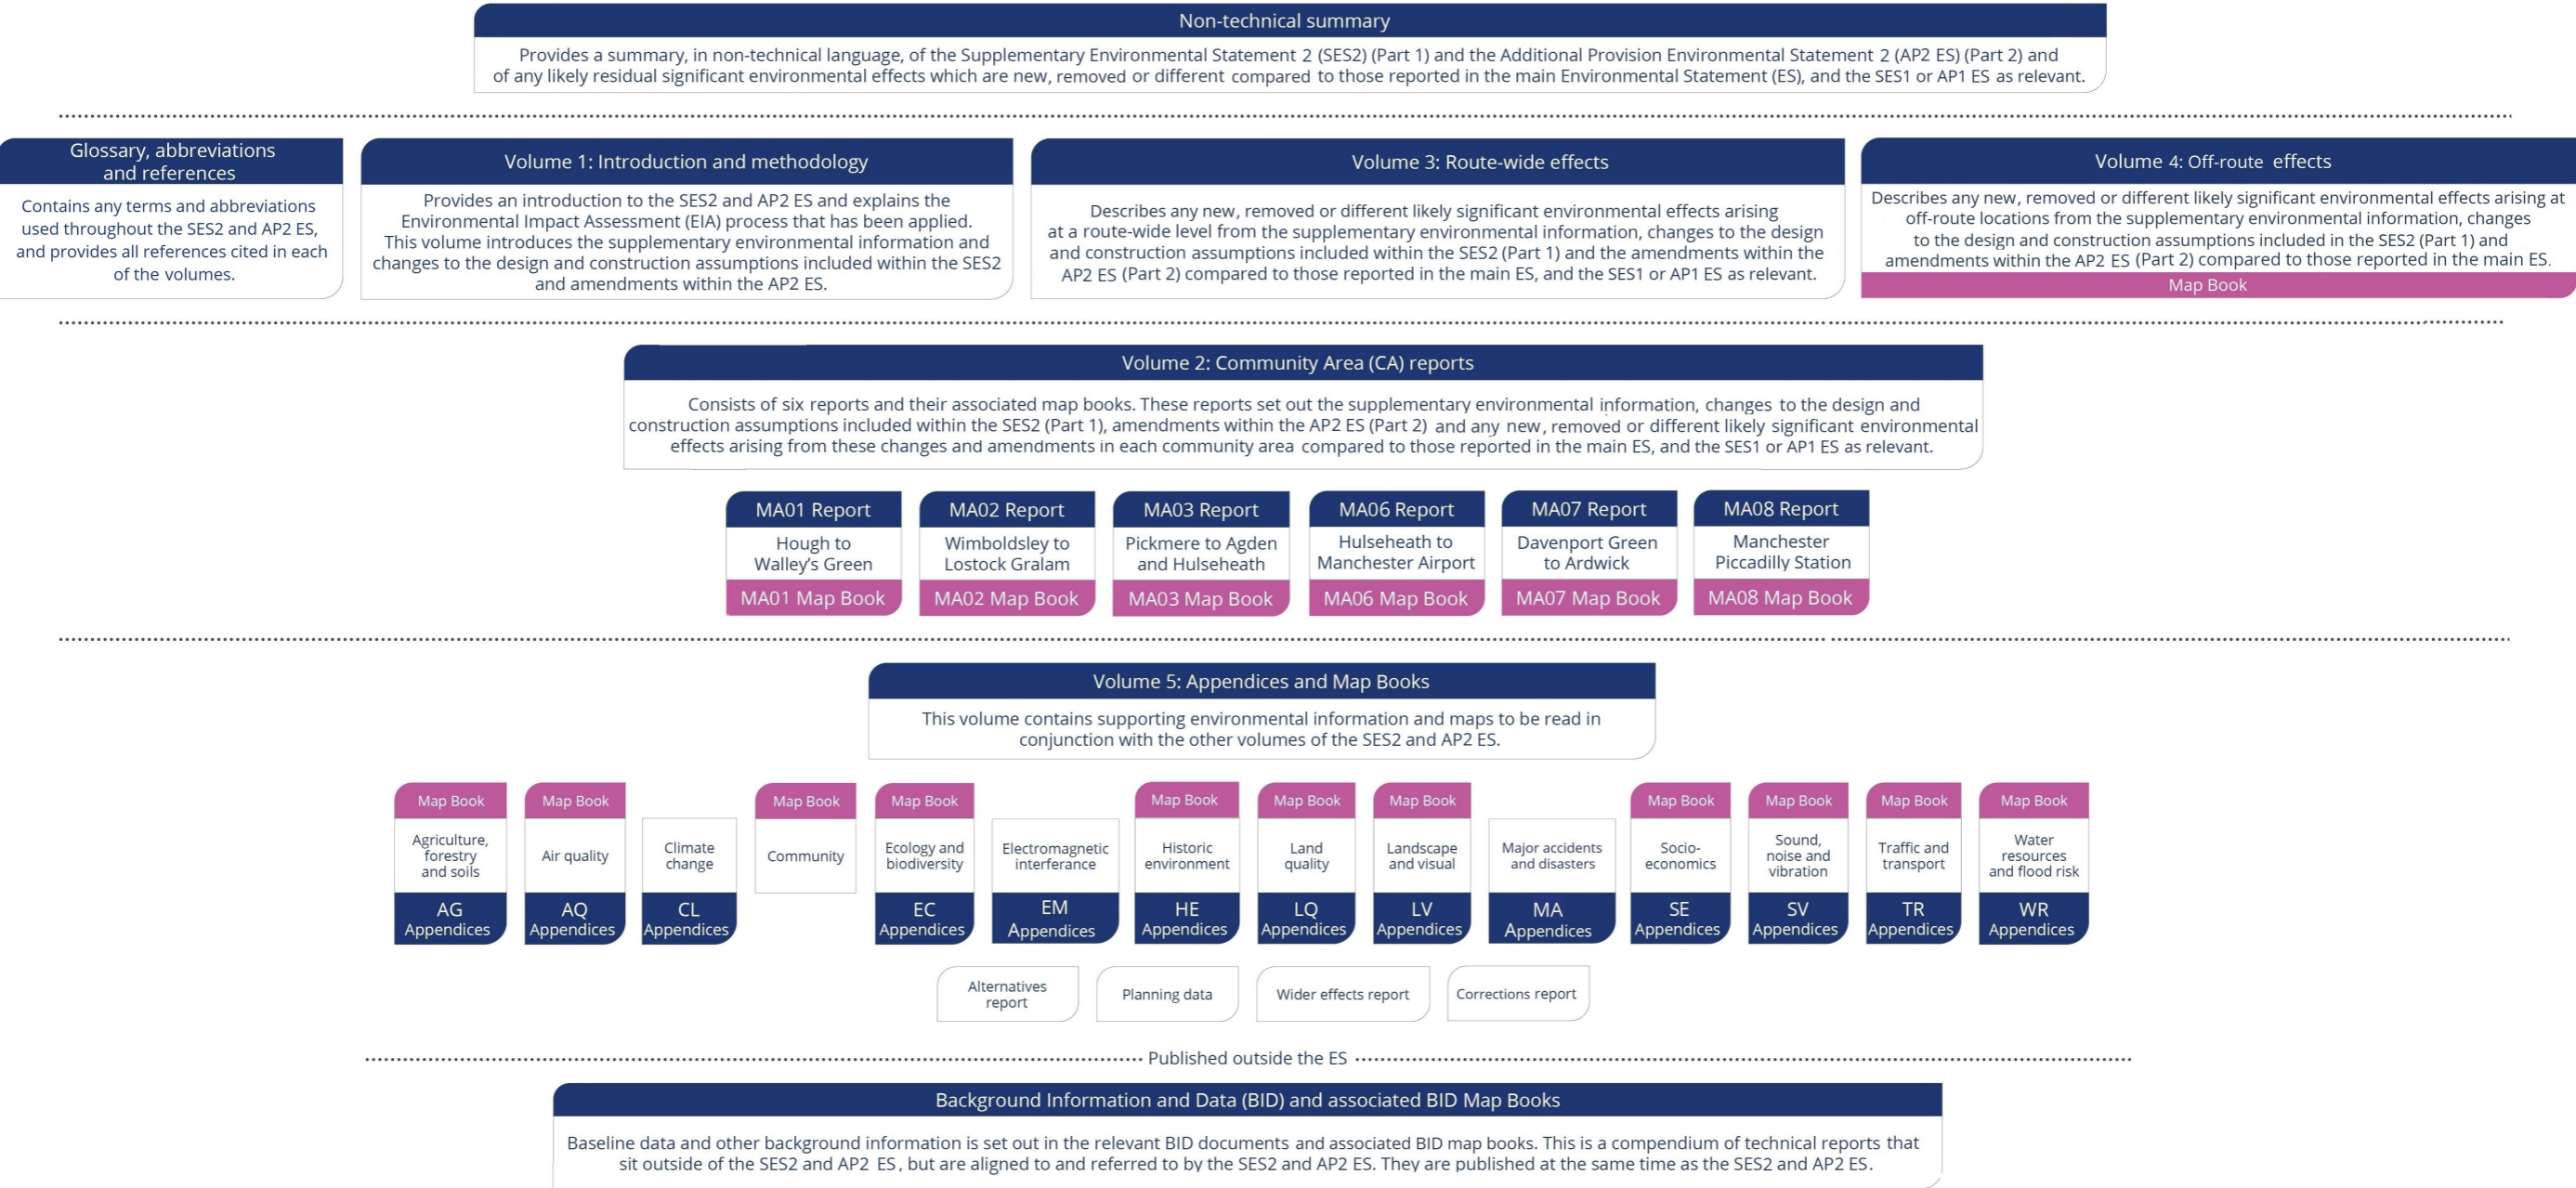 Non-technical summary
Provides a summary, in non-technical language, of the Supplementary Environmental Statement 2 (SES2) (Part 1) and the Additional Provision Environmental Statement 2 (AP2 ES) (Part 2) and
of any likely residual significant environmental effects which are new, removed or different compared to those reported in the main Environmental Statement (ES), and the SES1 or AP1 ES as relevant.
Glossary, abbreviations
and references
Contains any terms and abbreviations
used throughout the SES2 and AP2 ES,
and provides all references cited in each
of the volumes.
Volume 1: Introduction and methodology
Provides an introduction to the SES2 and AP2 ES and explains the
Environmental Impact Assessment (EIA) process that has been applied.
This volume introduces the supplementary environmental information and
changes to the design and construction assumptions included within the SES2
and amendments within the AP2 ES.
Volume 3: Route-wide effects
Describes any new, removed or different likely significant environmental effects arising
at a route-wide level from the supplementary environmental information, changes to the design
and construction assumptions included within the SES2 (Part 1) and the amendments within the
AP2 ES (Part 2) compared to those reported in the main ES, and the SES1 or AP1 ES as relevant.
Volume 4: Off-route effects
Describes any new, removed or different likely significant environmental effects arising at
off-route locations from the supplementary environmental information, changes
to the design and construction assumptions included in the SES2 (Part 1) and
amendments within the AP2 ES (Part 2) compared to those reported in the main ES.
Map Book
Volume 2: Community Area (CA) reports
Consists of six reports and their associated map books. These reports set out the supplementary environmental information, changes to the design and
construction assumptions included within the SES2 (Part 1), amendments within the AP2 ES (Part 2) and any new, removed or different likely significant environmental
effects arising from these changes and amendments in each community area compared to those reported in the main ES, and the SES1 or AP1 ES as relevant.
MA01 Report
Hough to
Walley's Green
MA01 Map Book
MA02 Report
Wimboldsley to
Lostock Gralam
MA02 Map Book
MA03 Report
Pickmere to Agden
and Hulseheath
MA03 Map Book
MA06 Report
Hulseheath to
Manchester Airport
MA06 Map Book
MA07 Report
Davenport Green
to Ardwick
MA07 Map Book
MA08 Report
Manchester
Piccadilly Station
MA08 Map Book
Volume 5: Appendices and Map Books
This volume contains supporting environmental information and maps to be read in
conjunction with the other volumes of the SES2 and AP2 ES.
Map Book
Agriculture,
forestry
and soils
AG
Appendices
Map Book
Air quality
AQ
Appendices
Climate
change
CL
Appendices
Map Book
Community
Map Book
Ecology and
biodiversity
EC
Appendices
Electromagnetic
interferance
EM
Appendices
Map Book
Historic
environment
HE
Appendices
Map Book
Land
quality
LQ
Appendices
Map Book
Landscape
and visual
LV
Appendices
Major accidents
and disasters
MA
Appendices
Map Book
Socio-
economics
SE
Appendices
Map Book
Sound,
noise and
vibration
SV
Appendices
Map Book
Traffic and
transport
TR
Appendices
Map Book
Water
resources
and flood risk
WR
Appendices
Alternatives
report
Planning data
Wider effects report
Corrections report
Published outside the ES
Background Information and Data (BID) and associated BID Map Books
Baseline data and other background information is set out in the relevant BID documents and associated BID map books. This is a compendium of technical reports that
sit outside of the SES2 and AP2 ES, but are aligned to and referred to by the SES2 and AP2 ES. They are published at the same time as the SES2 and AP2 ES.